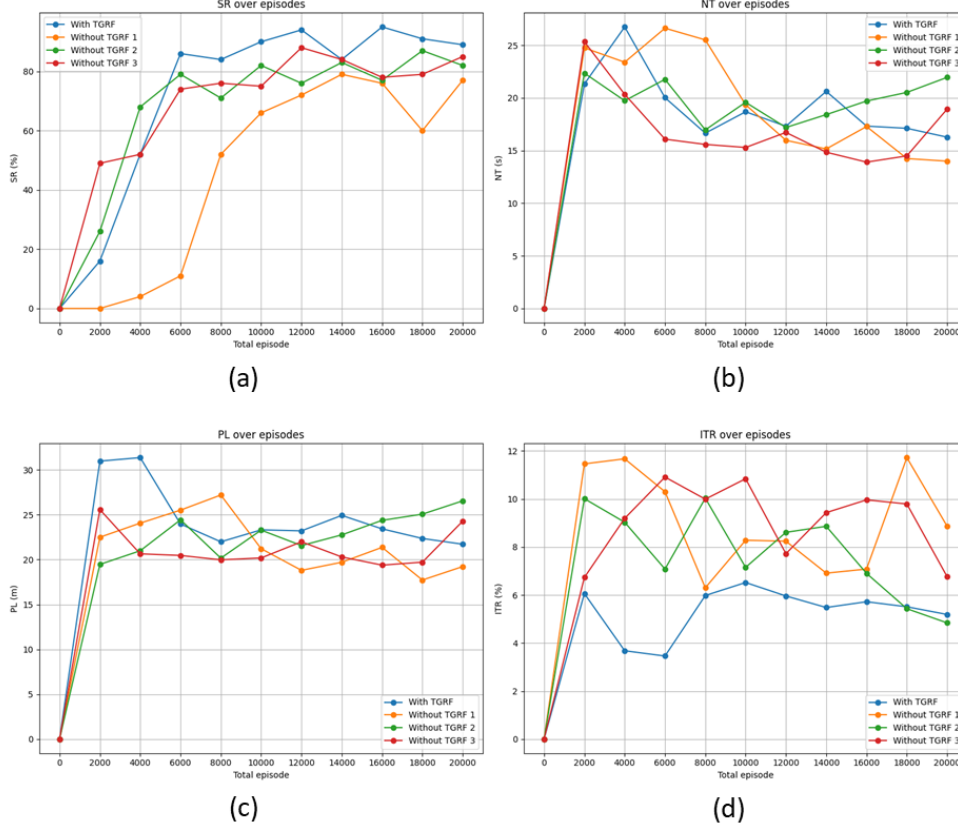 SR over episodes
With TGRF
Without TGRF 1
Without TGRF 2
Without TGRF 3
SR (%)
80
60
40
20
0
0 2000 4000 6000 8000 10000 12000 14000 16000 18000 20000
Total episode
(a)
NT over episodes
With TGRF
Without TGRF 1
Without TGRF 2
Without TGRF 3
NT (s)
25
20
15
10
5
0
0 2000 4000 6000 8000 10000 12000 14000 16000 18000 20000
Total episode
(b)
PL over episodes
PL (m)
30
25
20
15
10
5
0
With TGRF
Without TGRF 1
Without TGRF 2
Without TGRF 3
0 2000 4000 6000 8000 10000 12000 14000 16000 18000 20000
Total episode
(c)
ITR over episodes
ITR (%)
12
10
8
6
4
2
0
With TGRF
Without TGRF 1
Without TGRF 2
Without TGRF 3
0 2000 4000 6000 8000 10000 12000 14000 16000 18000 20000
Total episode
(d)